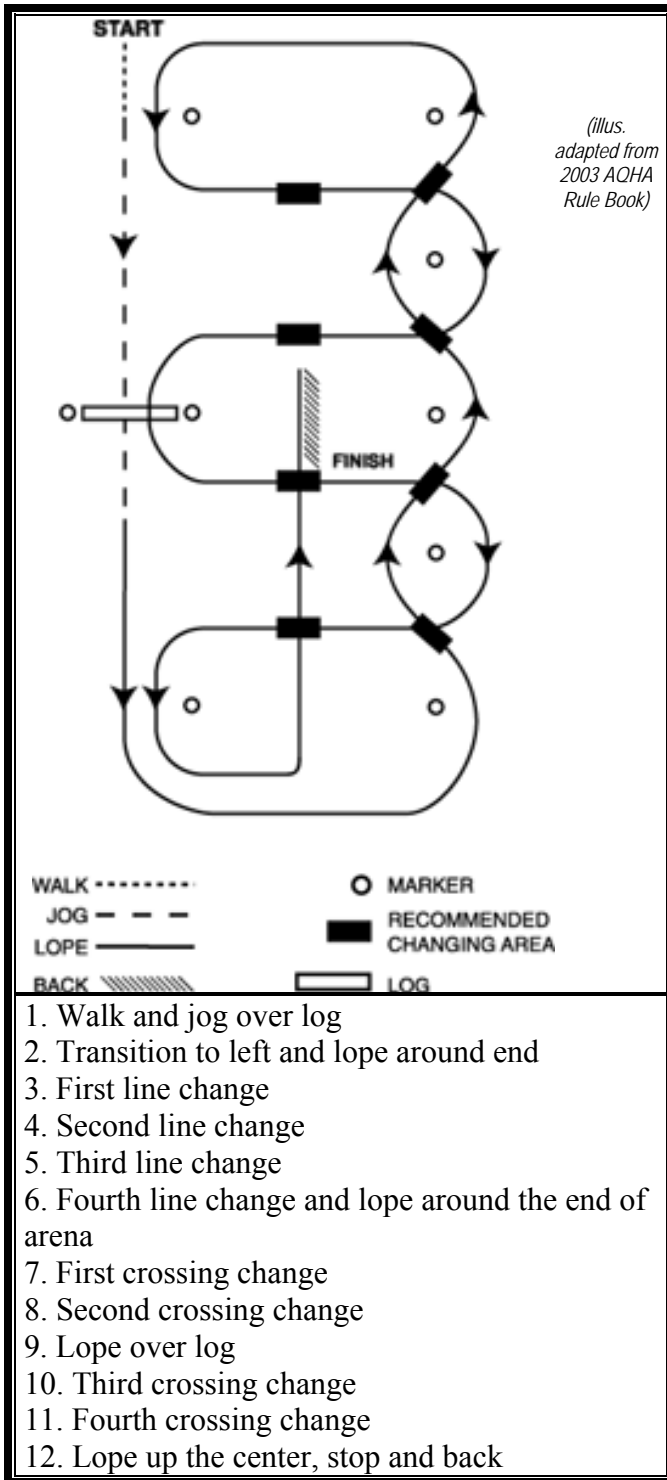 START
(illus.
adapted from
2003 AQHA
Rule Book)
FINISH
WALK
JOG
LOPE
BACK
MARKER
RECOMMENDED
CHANGING AREA
LOG
1. Walk and jog over log
2. Transition to left and lope around end
3. First line change
4. Second line change
5. Third line change
6. Fourth line change and lope around the end of
arena
7. First crossing change
8. Second crossing change
9. Lope over log
10. Third crossing change
11. Fourth crossing change
12. Lope up the center, stop and back